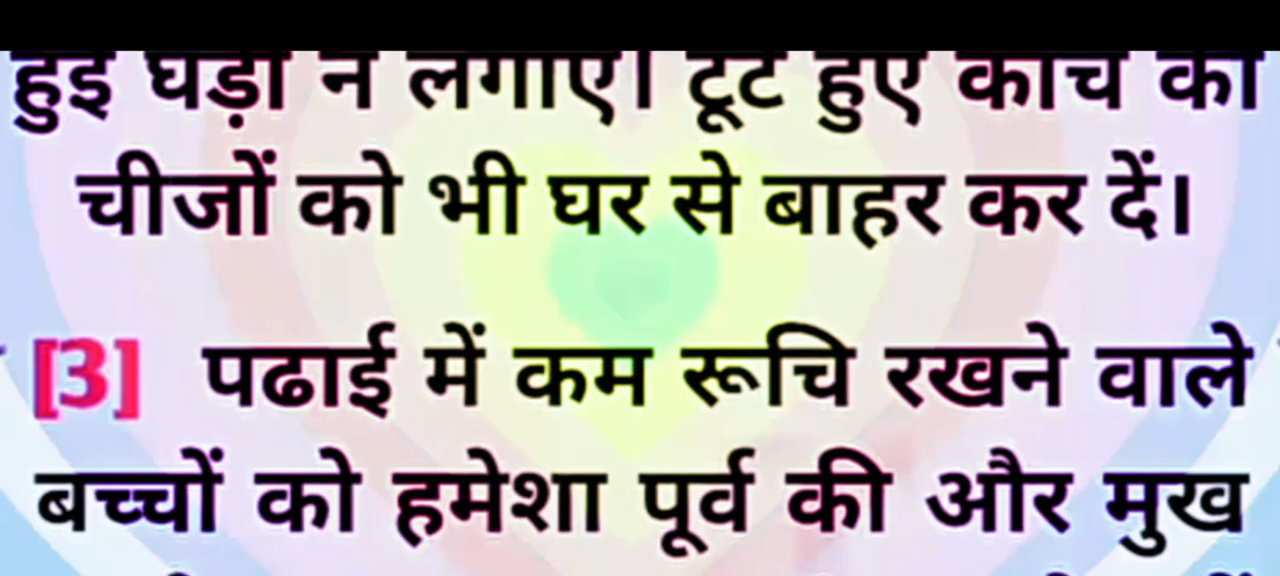 हुई घड़ी न लगाएं। टूटे हुए कांच की
चीजों को भी घर से बाहर कर दें।
[3] पढाई में कम रूचि रखने वाले
बच्चों को हमेशा पूर्व की और मुख